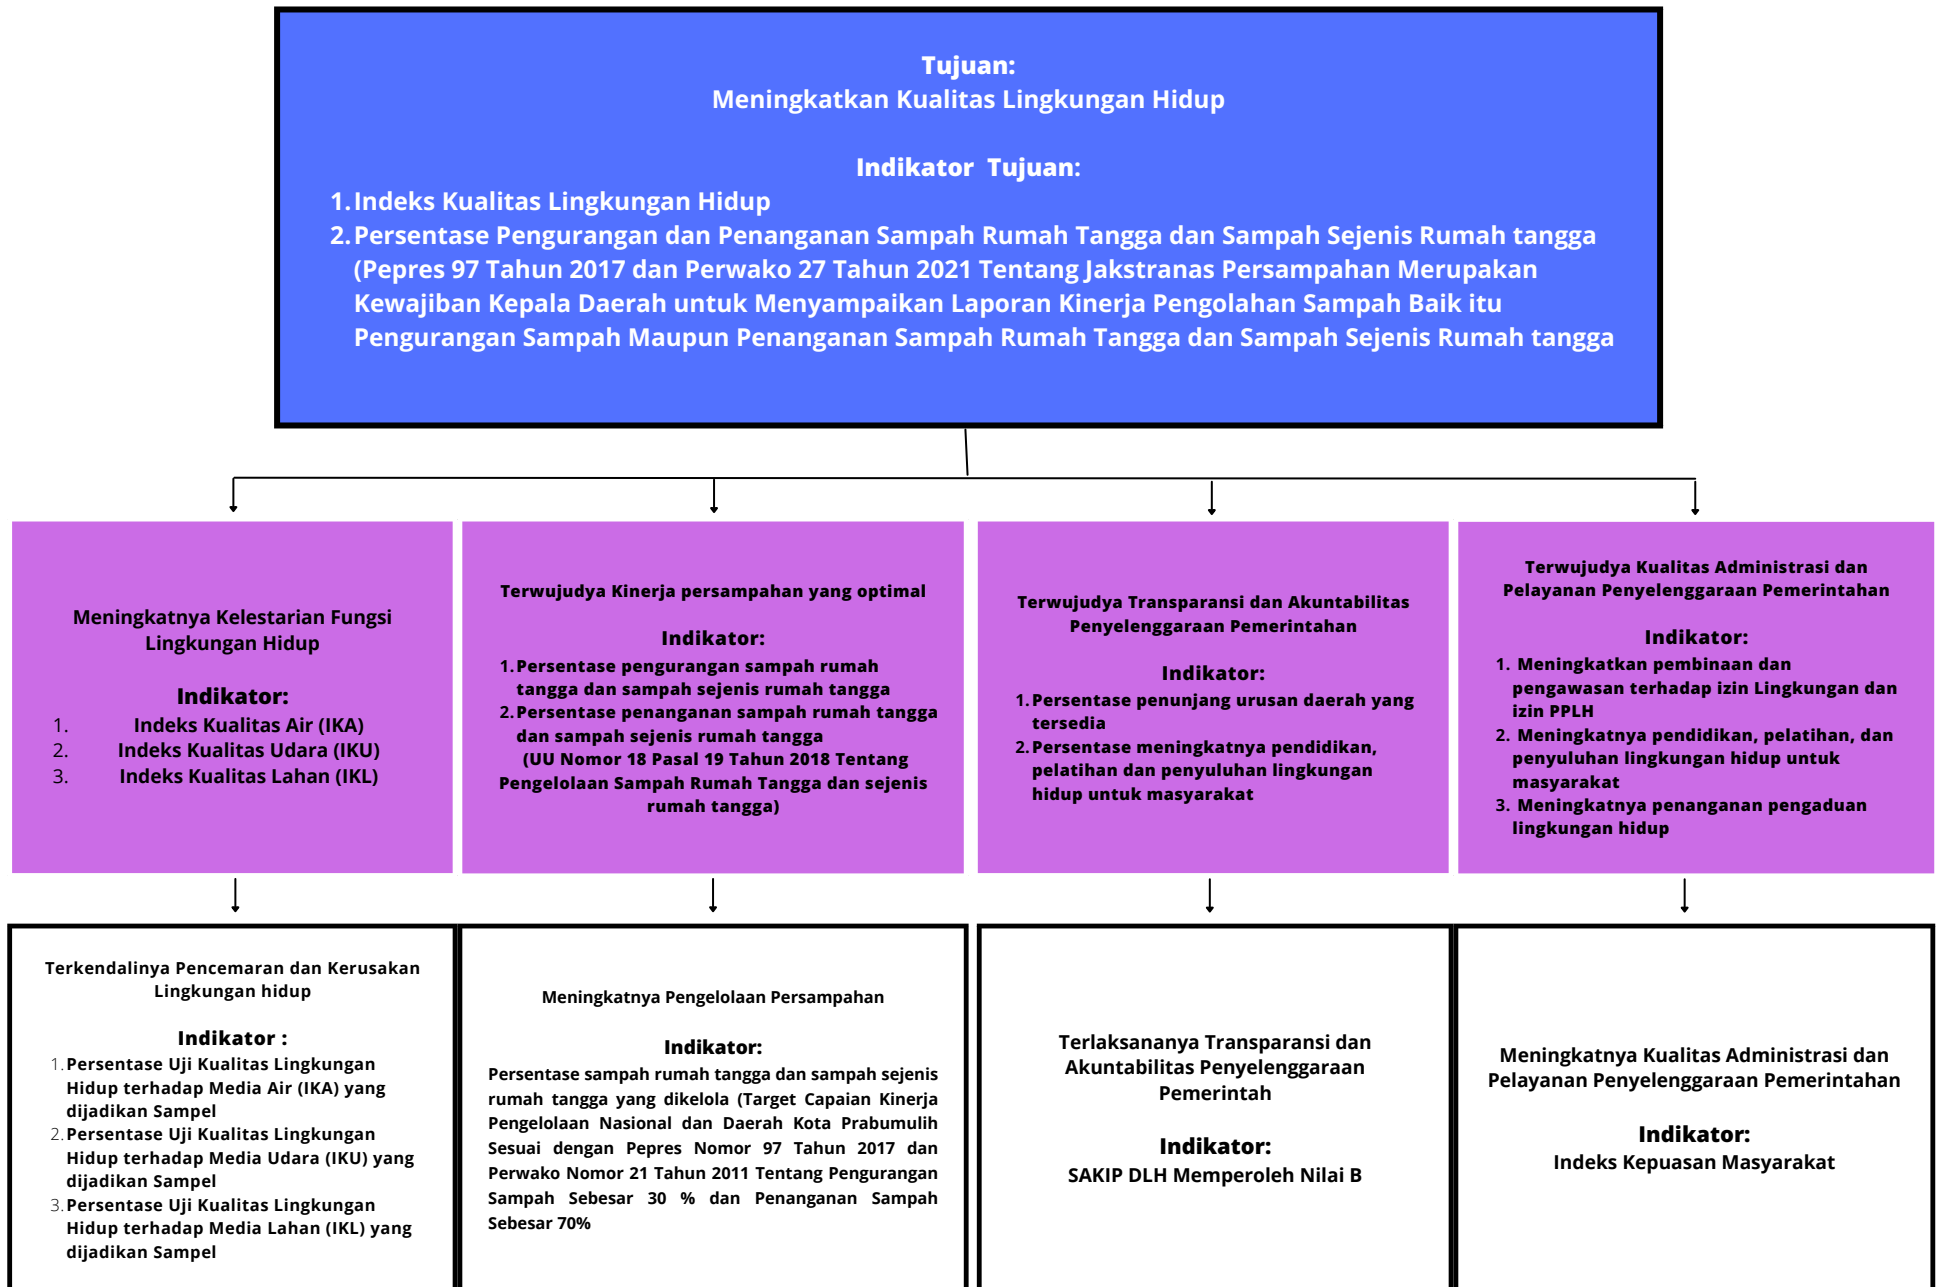 Tujuan:
Meningkatkan Kualitas Lingkungan Hidup
Indikator Tujuan:
1. Indeks Kualitas Lingkungan Hidup
2. Persentase Pengurangan dan Penanganan Sampah Rumah Tangga dan Sampah Sejenis Rumah tangga
(Pepres 97 Tahun 2017 dan Perwako 27 Tahun 2021 Tentang Jakstranas Persampahan Merupakan
Kewajiban Kepala Daerah untuk Menyampaikan Laporan Kinerja Pengolahan Sampah Baik itu
Pengurangan Sampah Maupun Penanganan Sampah Rumah Tangga dan Sampah Sejenis Rumah tangga
Meningkatnya Kelestarian Fungsi
Lingkungan Hidup
Indikator:
1. Indeks Kualitas Air (IKA)
2. Indeks Kualitas Udara (IKU)
3. Indeks Kualitas Lahan (IKL)
Terwujudya Kinerja persampahan yang optimal
Indikator:
1. Persentase pengurangan sampah rumah
tangga dan sampah sejenis rumah tangga
2. Persentase penanganan sampah rumah tangga
dan sampah sejenis rumah tangga
(UU Nomor 18 Pasal 19 Tahun 2018 Tentang
Pengelolaan Sampah Rumah Tangga dan sejenis
rumah tangga)
Terwujudya Transparansi dan Akuntabilitas
Penyelenggaraan Pemerintahan
Indikator:
1. Persentase penunjang urusan daerah yang
tersedia
2. Persentase meningkatnya pendidikan,
pelatihan dan penyuluhan lingkungan
hidup untuk masyarakat
Terwujudya Kualitas Administrasi dan
Pelayanan Penyelenggaraan Pemerintahan
Indikator:
1. Meningkatkan pembinaan dan
pengawasan terhadap izin Lingkungan dan
izin PPLH
2. Meningkatnya pendidikan, pelatihan, dan
penyuluhan lingkungan hidup untuk
masyarakat
3. Meningkatnya penanganan pengaduan
lingkungan hidup
Terkendalinya Pencemaran dan Kerusakan
Lingkungan hidup
Indikator :
1. Persentase Uji Kualitas Lingkungan
Hidup terhadap Media Air (IKA) yang
dijadikan Sampel
2. Persentase Uji Kualitas Lingkungan
Hidup terhadap Media Udara (IKU) yang
dijadikan Sampel
3. Persentase Uji Kualitas Lingkungan
Hidup terhadap Media Lahan (IKL) yang
dijadikan Sampel
Meningkatnya Pengelolaan Persampahan
Indikator:
Persentase sampah rumah tangga dan sampah sejenis
rumah tangga yang dikelola (Target Capaian Kinerja
Pengelolaan Nasional dan Daerah Kota Prabumulih
Sesuai dengan Pepres Nomor 97 Tahun 2017 dan
Perwako Nomor 21 Tahun 2011 Tentang Pengurangan
Sampah Sebesar 30 % dan Penanganan Sampah
Sebesar 70%
Terlaksananya Transparansi dan
Akuntabilitas Penyelenggaraan
Pemerintah
Indikator:
SAKIP DLH Memperoleh Nilai B
Meningkatnya Kualitas Administrasi dan
Pelayanan Penyelenggaraan Pemerintahan
Indikator:
Indeks Kepuasan Masyarakat